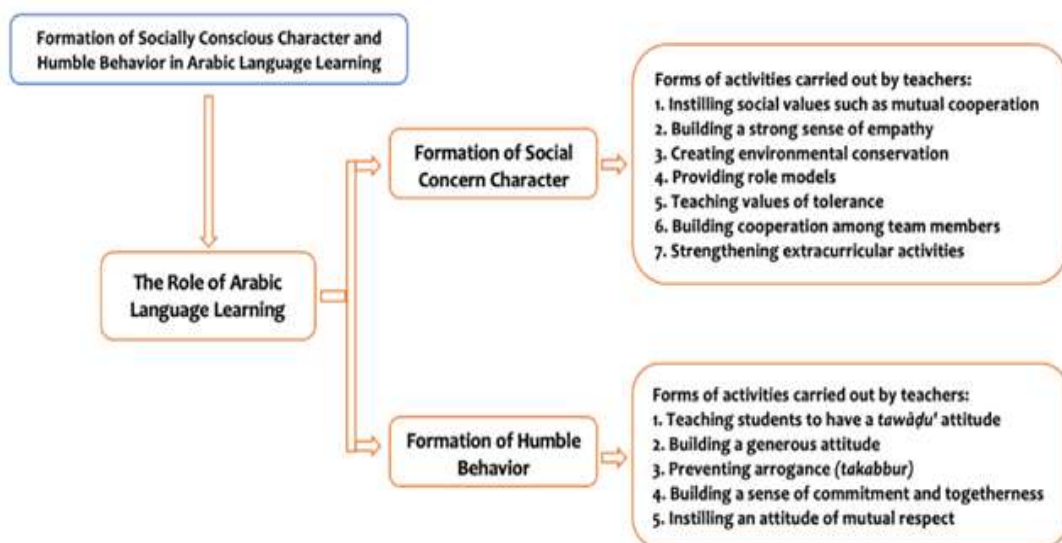 Formation of Socially Conscious Character and
Humble Behavior in Arabic Language Learning
The Role of Arabic
Language Learning
Formation of Social
Concern Character
Forms of activities carried out by teachers:
1. Instilling social values such as mutual cooperation
2. Building a strong sense of empathy
3. Creating environmental conservation
4. Providing role models
5. Teaching values of tolerance
6. Building cooperation among team members
7. Strengthening extracurricular activities
Formation of Humble
Behavior
Forms of activities carried out by teachers:
1. Teaching students to have a tawāḍu' attitude
2. Building a generous attitude
3. Preventing arrogance (takabbur)
4. Building a sense of commitment and togetherness
5. Instilling an attitude of mutual respect